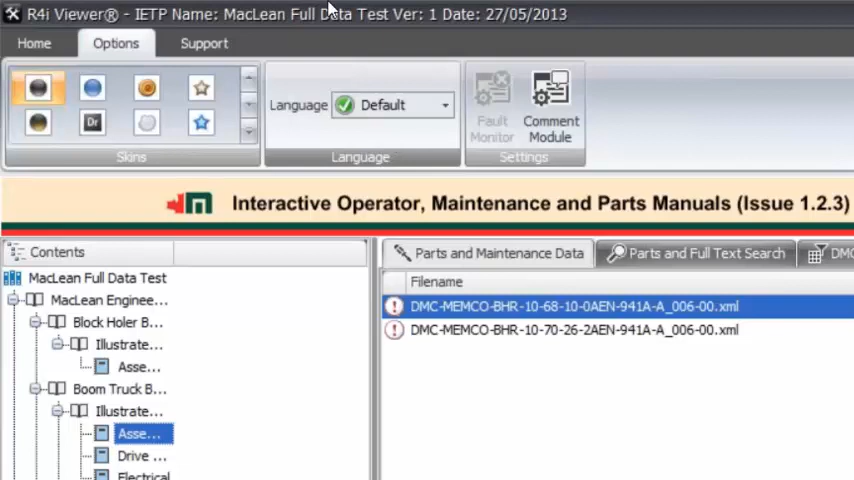 R4i Viewer® - IETP Name: MacLean Full Data Test Ver: 1 Date: 27/05/2013
Home Options Support
Language Default
Dr
Fault Monitor
Comment Module
Skins Language Settings
Interactive Operator, Maintenance and Parts Manuals (Issue 1.2.3)
Contents
Parts and Maintenance Data Parts and Full Text Search DMC
MacLean Full Data Test
Filename
MacLean Enginee...
DMC-MEMCO-BHR-10-68-10-0AEN-941A-A_006-00.xml
Block Holer B...
DMC-MEMCO-BHR-10-70-26-2AEN-941A-A_006-00.xml
Illustrate...
Asse...
Boom Truck B...
Illustrate...
Asse...
Drive ...
Electrical